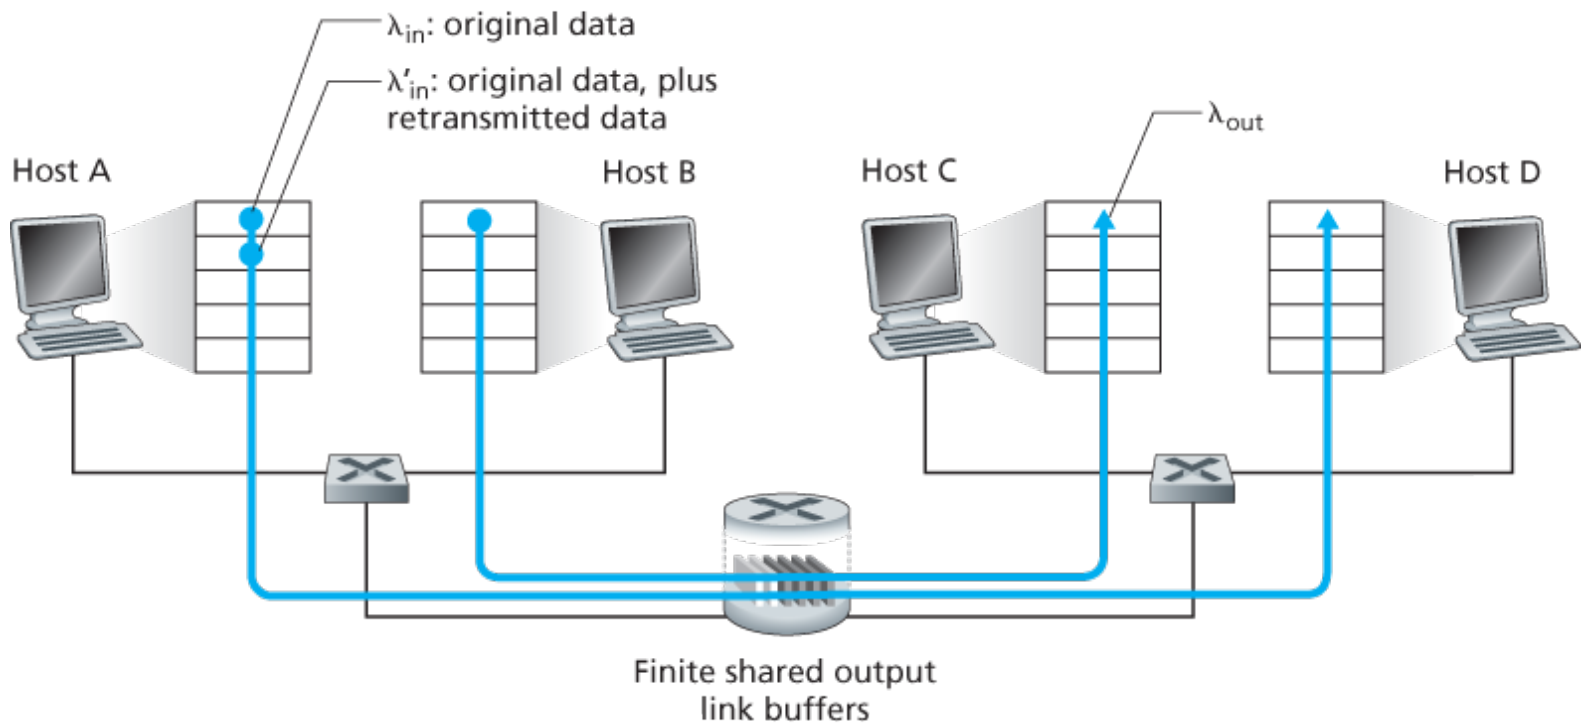 λin: original data
λ'in: original data, plus
retransmitted data
λout
Host A
Host B
Host C
Host D
Finite shared output
link buffers